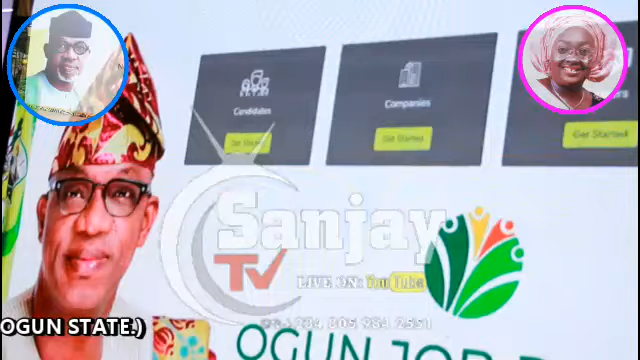 Candidates
Companies
Get Started
Get Started
Get Started
Sanjay
TV
LIVE ON: YouTube
OGUN STATE.)
OGUN JOB